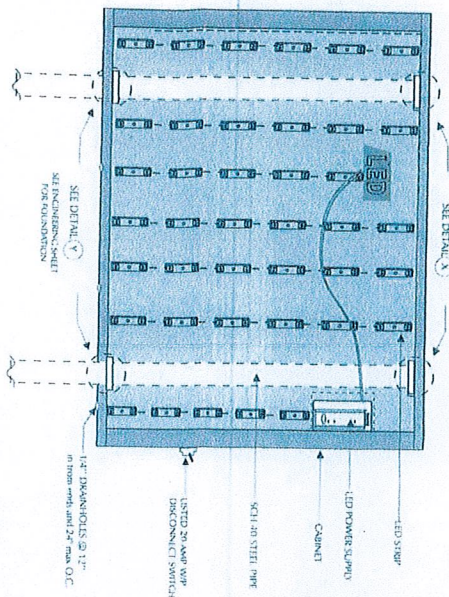 SEE DETAIL X
LED STRIP
LED
LED POWER SUPPLY
CABINET
SCH 40 STEEL PIPE
LISTED 20 AMP W/P
DISCONNECT SWITCH
SEE DETAIL Y
SEE ENGINEERING SHEET
FOR FOUNDATION
1/4" DRAINHOLES @ 12"
in from ends and 24" max O.C.